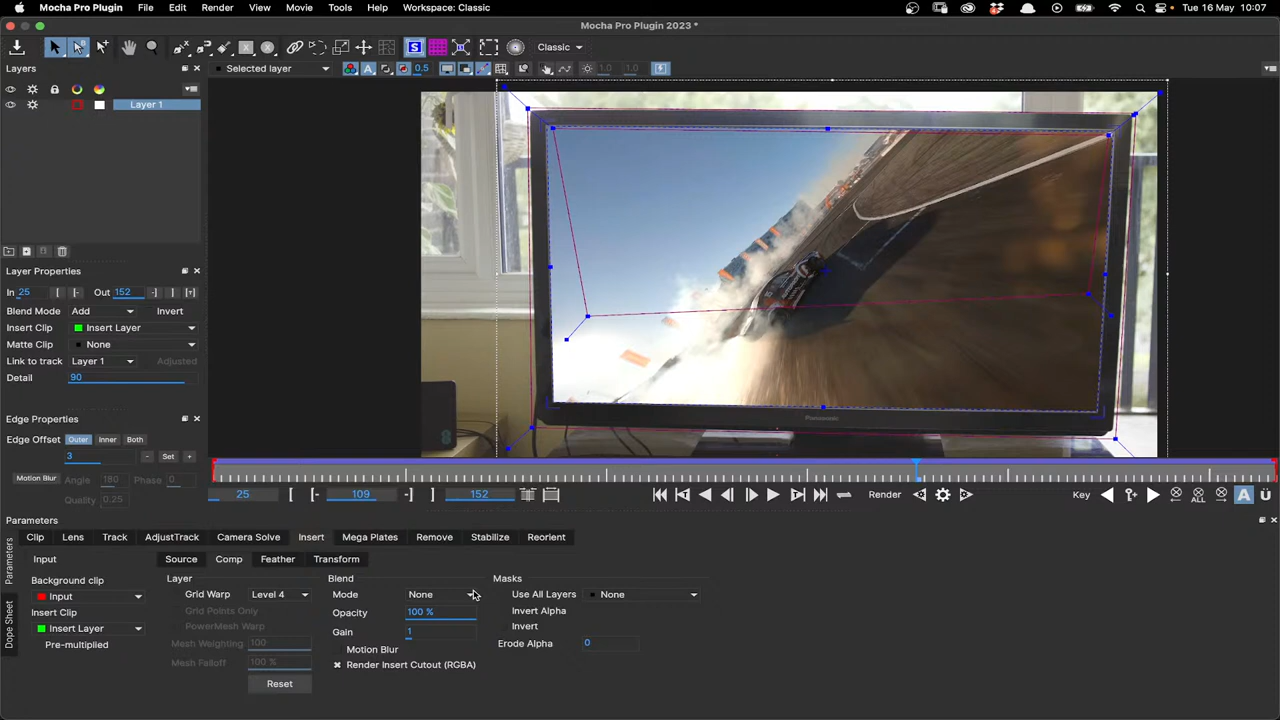 Mocha Pro Plugin File Edit Render View Movie Tools Help Workspace: Classic Tue 16 May 10:07
Mocha Pro Plugin 2023 *
Classic
Layers
Selected layer 0.5 1.0 1.0
Layer 1
Layer Properties
In 25 Out 152
Blend Mode Add Invert
Insert Clip Insert Layer
Matte Clip None
Link to track Layer 1 Adjusted
Detail 90
Edge Properties
Edge Offset Outer Inner Both
3 - Set +
Motion Blur Angle 180 Phase 0
Quality 0.25
Panasonic
25 109 152 Render Key A Ü
Parameters
Clip Lens Track AdjustTrack Camera Solve Insert Mega Plates Remove Stabilize Reorient
Parameters
Dope Sheet
Input
Background clip
Input
Insert Clip
Insert Layer
Pre-multiplied
Source Comp Feather Transform
Layer
Grid Warp Level 4
Grid Points Only
PowerMesh Warp
Mesh Weighting 100
Mesh Falloff 100 %
Reset
Blend
Mode None
Opacity 100 %
Gain 1
Motion Blur
Render Insert Cutout (RGBA)
Masks
Use All Layers None
Invert Alpha
Invert
Erode Alpha 0